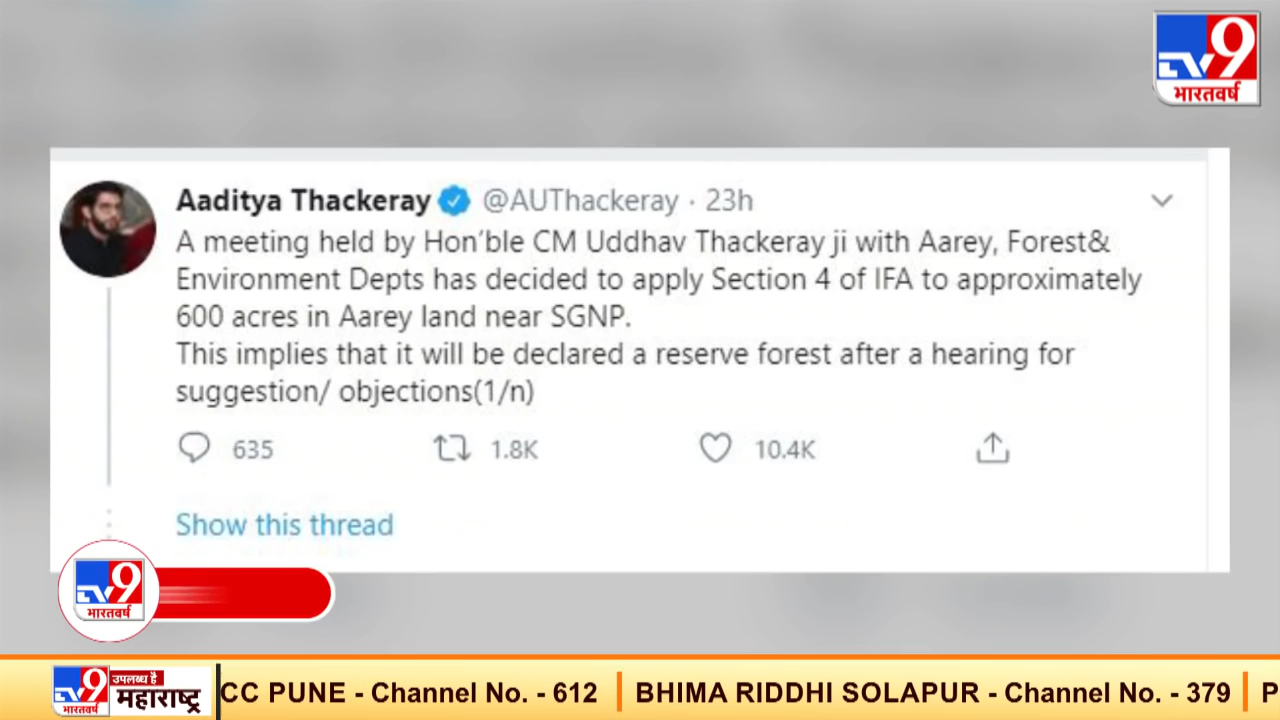 TV9
भारतवर्ष
Aaditya Thackeray @AUThackeray · 23h
A meeting held by Hon'ble CM Uddhav Thackeray ji with Aarey, Forest&
Environment Depts has decided to apply Section 4 of IFA to approximately
600 acres in Aarey land near SGNP.
This implies that it will be declared a reserve forest after a hearing for
suggestion/ objections(1/n)
635 1.8K 10.4K
Show this thread
TV9
भारतवर्ष
TV9
भारतवर्ष
उपलब्ध है
महाराष्ट्र
CC PUNE - Channel No. - 612 | BHIMA RIDDHI SOLAPUR - Channel No. - 379 | P